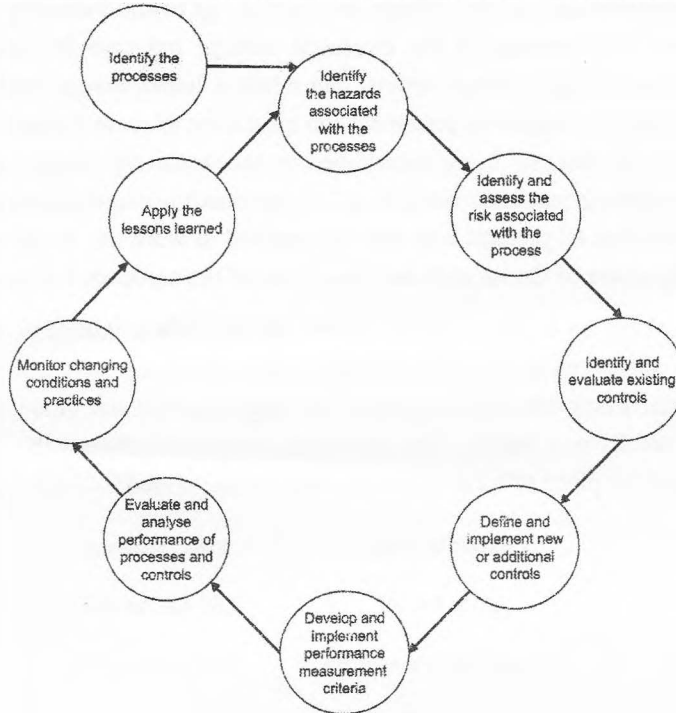 Identify the
processes
Identify
the hazards
associated
with the
processes
Identify and
assess the
risk associated
with the
process
Identify and
evaluate existing
controls
Define and
implement new
or additional
controls
Develop and
implement
performance
measurement
criteria
Evaluate and
analyse
performance of
processes and
controls
Monitor changing
conditions and
practices
Apply the
lessons learned